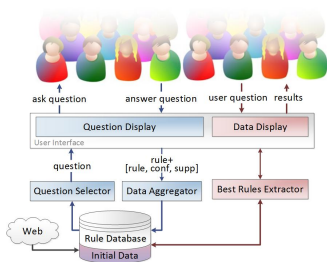 ask question
answer question
user question
results
Question Display
Data Display
User Interface
question
rule+
[rule, conf, supp]
Question Selector
Data Aggregator
Best Rules Extractor
Web
Rule Database
Initial Data